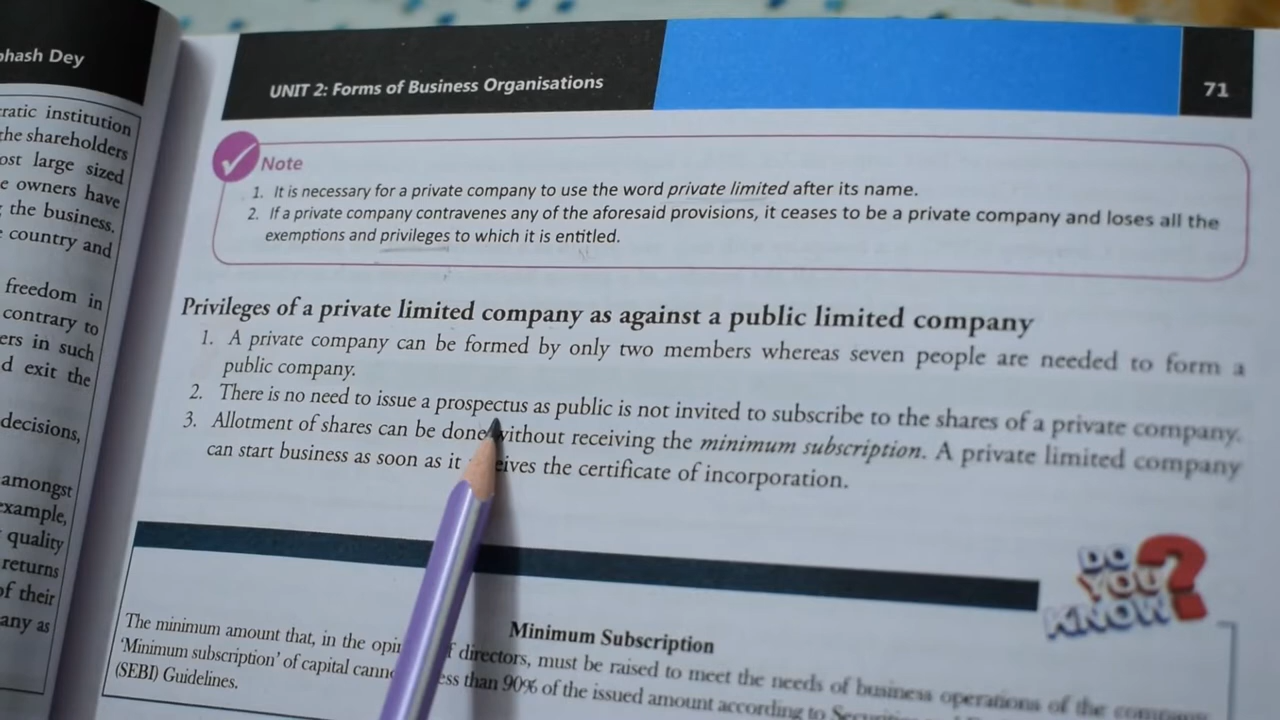 phash Dey
ratic institution
the shareholders
ost large sized
e owners have
the business,
country and
freedom in
contrary to
ers in such
d exit the
decisions,
amongst
example,
quality
returns
of their
any as
UNIT 2: Forms of Business Organisations
71
Note
1. It is necessary for a private company to use the word private limited after its name.
2. If a private company contravenes any of the aforesaid provisions, it ceases to be a private company and loses all the
exemptions and privileges to which it is entitled.
Privileges of a private limited company as against a public limited company
1. A private company can be formed by only two members whereas seven people are needed to form a
public company.
2. There is no need to issue a prospectus as public is not invited to subscribe to the shares of a private company.
3. Allotment of shares can be done without receiving the minimum subscription. A private limited company
can start business as soon as it eives the certificate of incorporation.
DO
YOU
KNOW?
Minimum Subscription
The minimum amount that, in the opi f directors, must be raised to meet the needs of business operations of the company
'Minimum subscription' of capital cann ess than 90% of the issued amount according to
(SEBI) Guidelines.